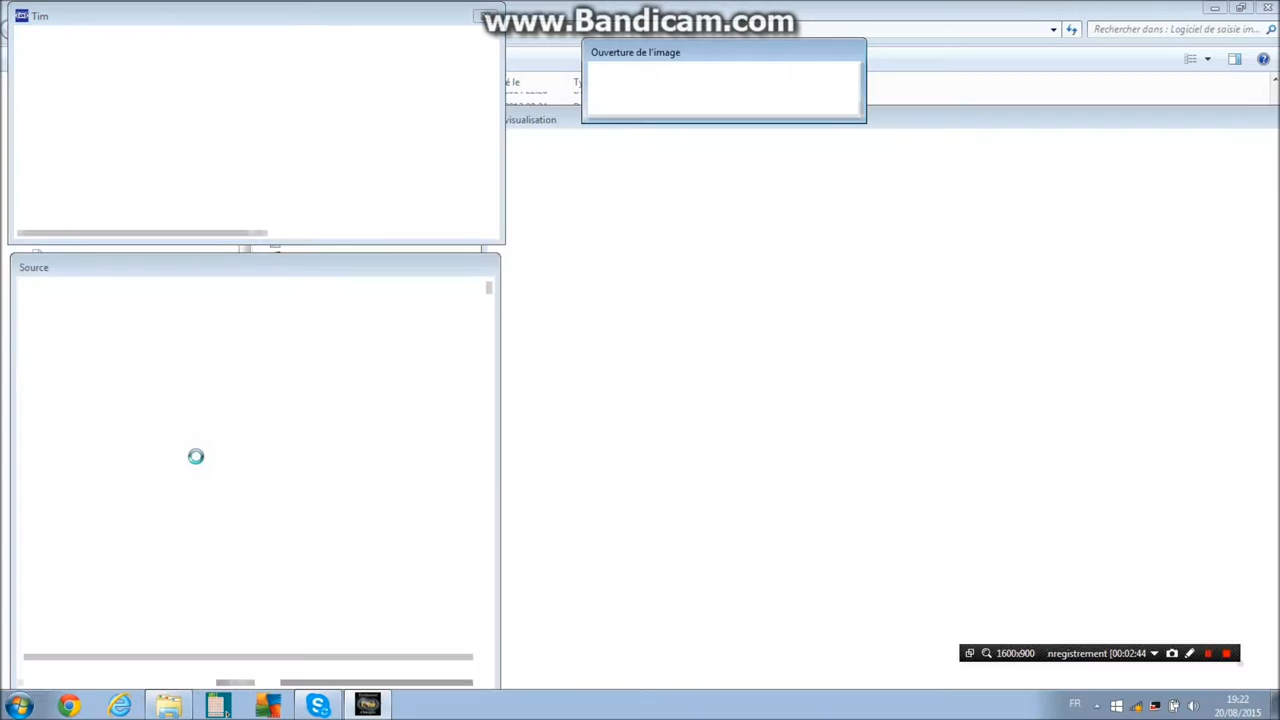 Tim
www.Bandicam.com
Rechercher dans : Logiciel de saisie im...
Ouverture de l'image
é le
visualisation
Source
1600x900
nregistrement [00:02:44
FR
19:22
20/08/2015